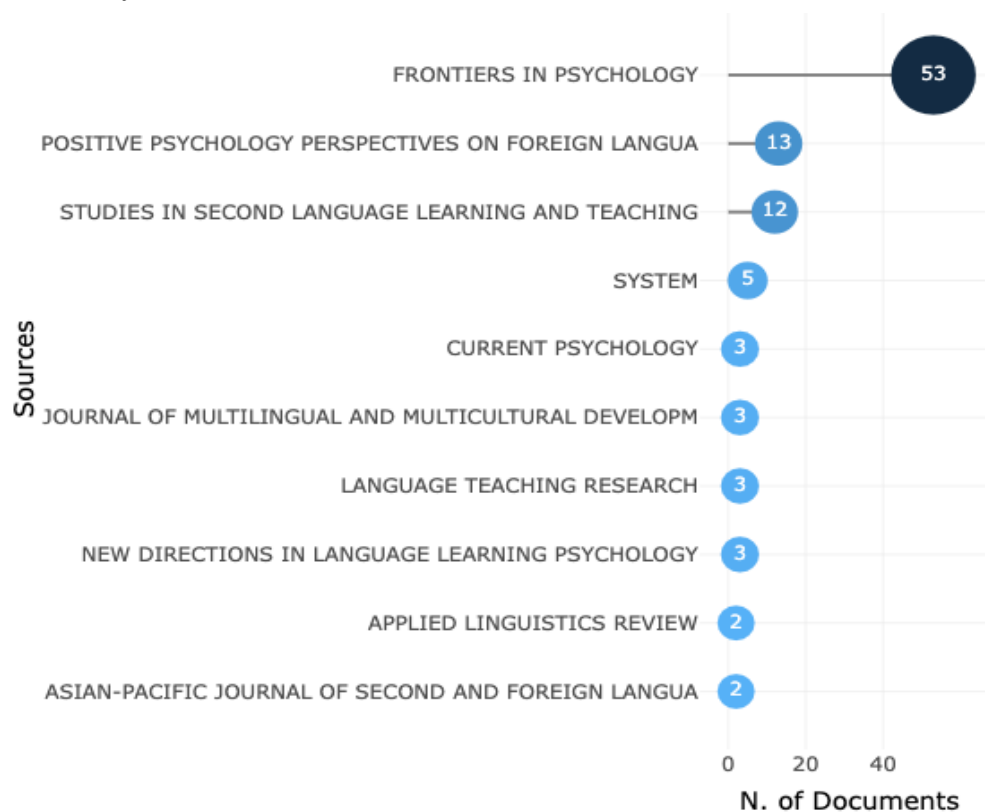 FRONTIERS IN PSYCHOLOGY 53
POSITIVE PSYCHOLOGY PERSPECTIVES ON FOREIGN LANGUA 13
STUDIES IN SECOND LANGUAGE LEARNING AND TEACHING 12
SYSTEM 5
CURRENT PSYCHOLOGY 3
Sources
JOURNAL OF MULTILINGUAL AND MULTICULTURAL DEVELOPM 3
LANGUAGE TEACHING RESEARCH 3
NEW DIRECTIONS IN LANGUAGE LEARNING PSYCHOLOGY 3
APPLIED LINGUISTICS REVIEW 2
ASIAN-PACIFIC JOURNAL OF SECOND AND FOREIGN LANGUA 2
0 20 40
N. of Documents